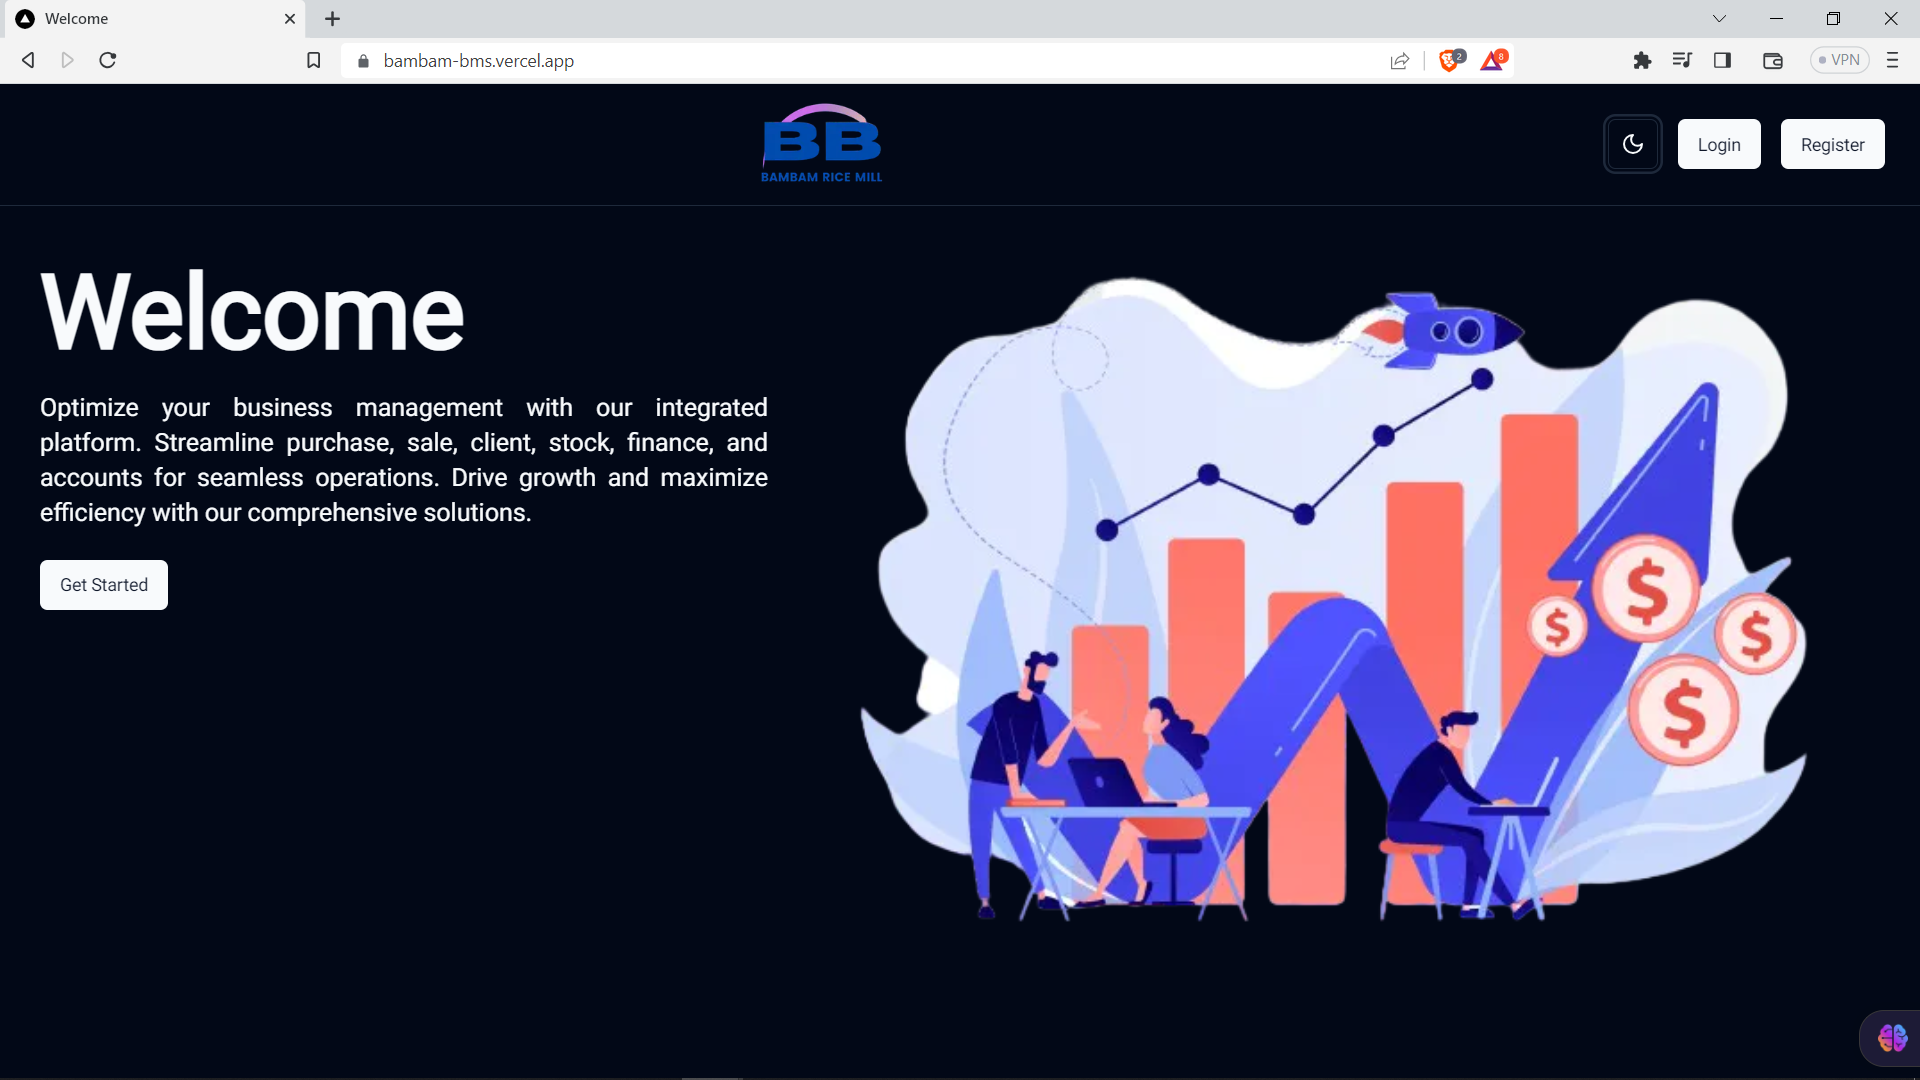 Welcome
bambam-bms.vercel.app
2
8
VPN
BB
BAMBAM RICE MILL
Login
Register
Welcome
Optimize your business management with our integrated
platform. Streamline purchase, sale, client, stock, finance, and
accounts for seamless operations. Drive growth and maximize
efficiency with our comprehensive solutions.
Get Started
$
$
$
$